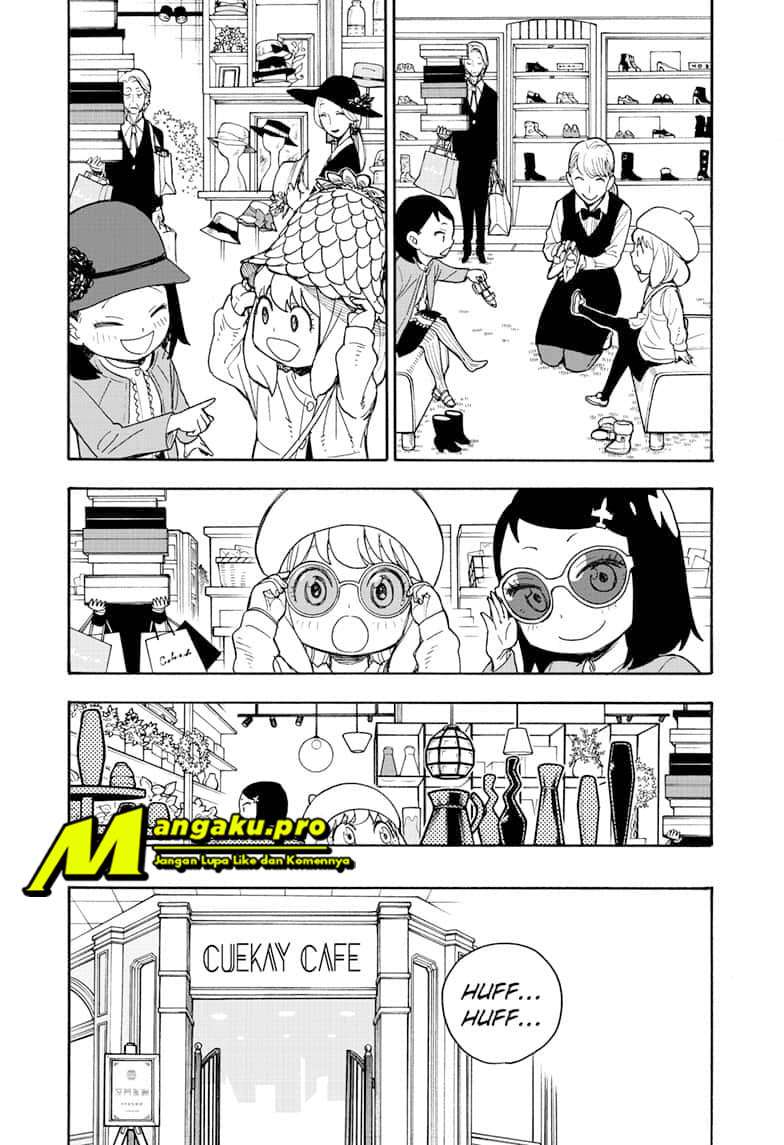 Mangaku.pro
Jangan Lupa Like dan Komennya
CUEKAY CAFE
HUFF...
HUFF...